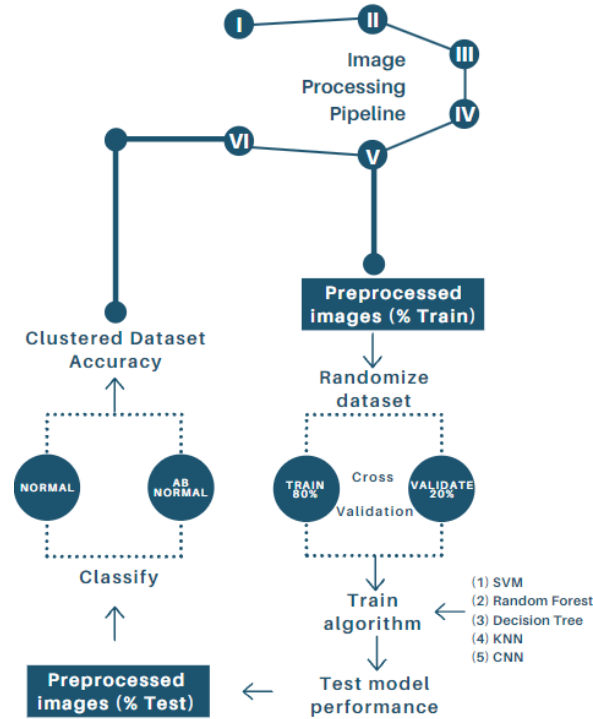 I
II
III
IV
V
VI
Image
Processing
Pipeline
Preprocessed
images (% Train)
Randomize
dataset
TRAIN
80%
Cross
Validation
VALIDATE
20%
Train
algorithm
(1) SVM
(2) Random Forest
(3) Decision Tree
(4) KNN
(5) CNN
Test model
performance
Preprocessed
images (% Test)
Classify
NORMAL
AB
NORMAL
Clustered Dataset
Accuracy